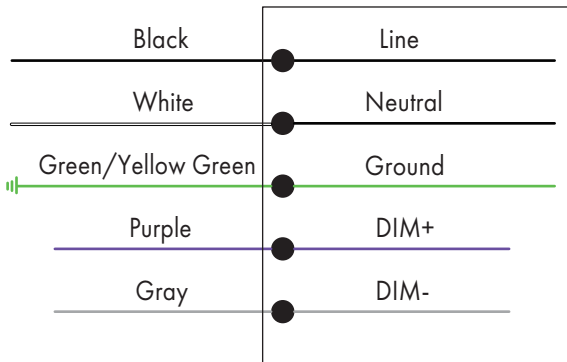 Black Line
White Neutral
Green/Yellow Green Ground
Purple DIM+
Gray DIM-